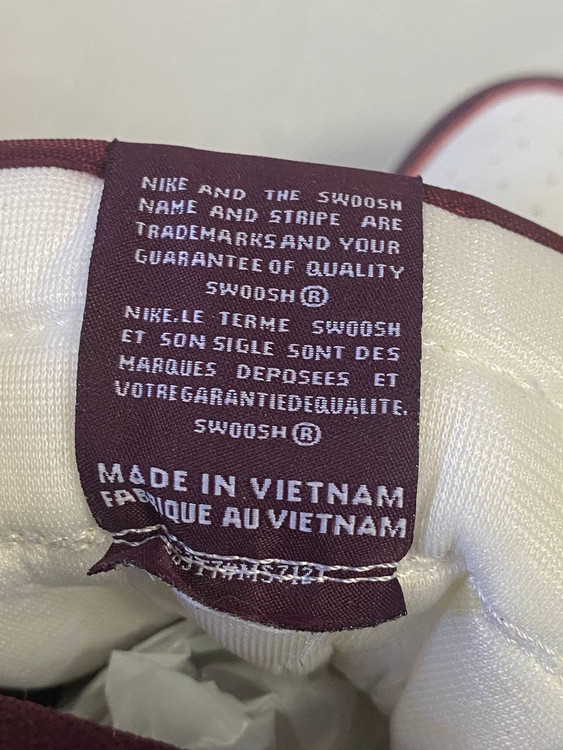 NIKE AND THE SWOOSH
NAME AND STRIPE ARE
TRADEMARKS AND YOUR
GUARANTEE OF QUALITY
SWOOSH®
NIKE, LE TERME SWOOSH
ET SON SIGLE SONT DES
MARQUES DEPOSEES ET
VOTREGARANTIEDEQUALITE.
SWOOSH®
MADE IN VIETNAM
FABRIQUE AU VIETNAM